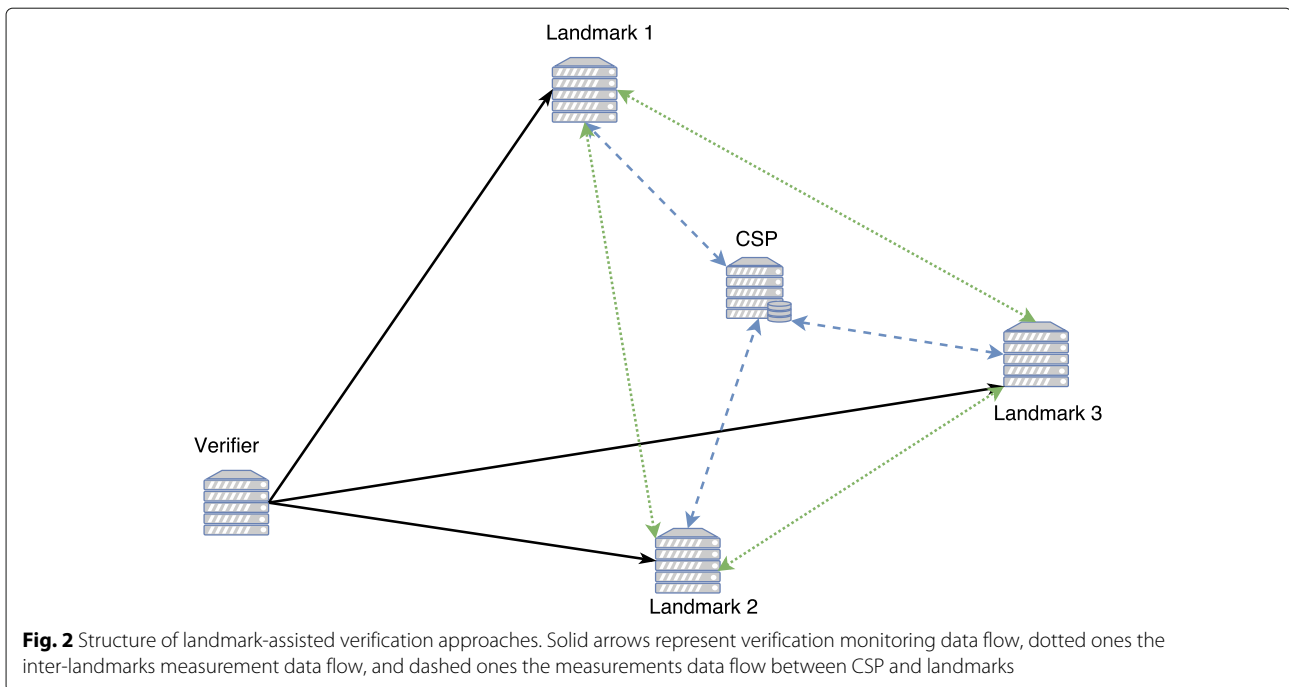 Landmark 1
CSP
Landmark 3
Verifier
Landmark 2
Fig. 2 Structure of landmark-assisted verification approaches. Solid arrows represent verification monitoring data flow, dotted ones the
inter-landmarks measurement data flow, and dashed ones the measurements data flow between CSP and landmarks